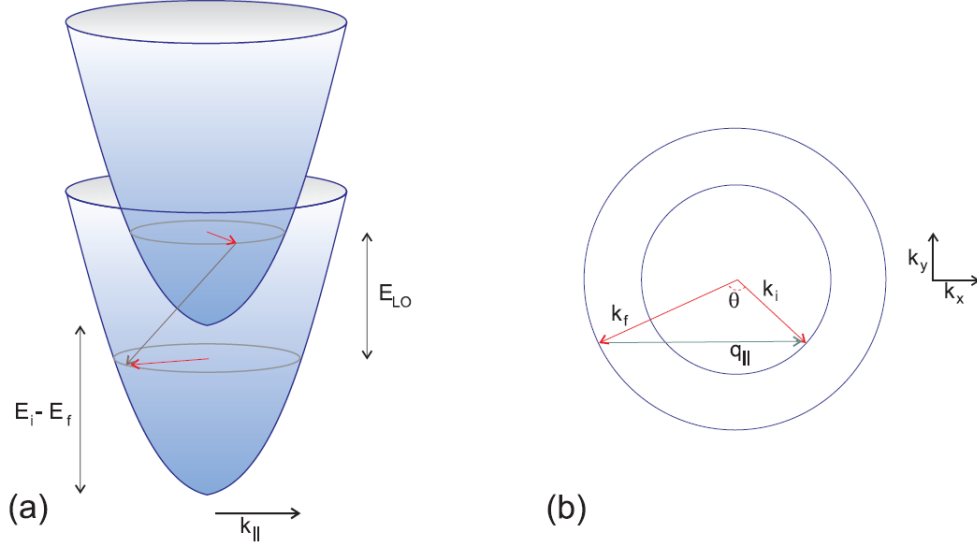 E_LO
E_i - E_f
(a)
k_||
k_f
θ
k_i
q_||
k_y
k_x
(b)